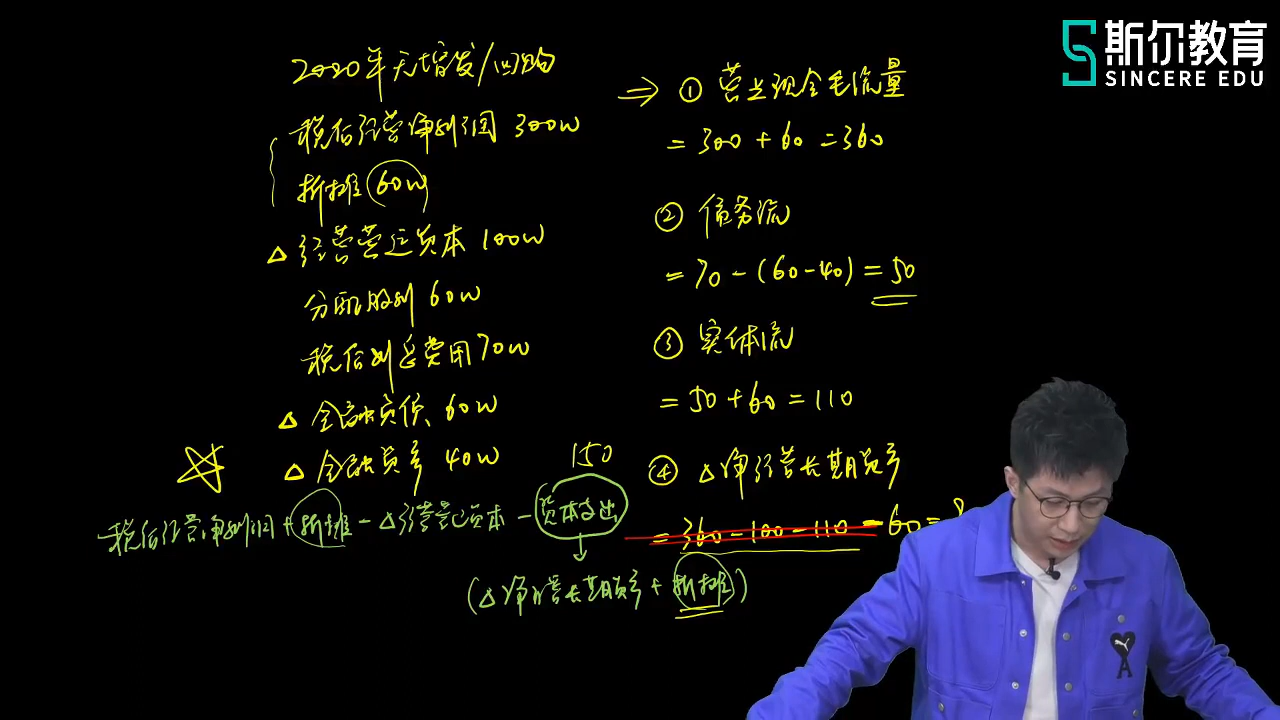 斯尔教育
SINCERE EDU
2020年无增发/回购
税后经营净利润 300W
折摊 60W
△经营营运资本 100W
分配股利 60W
税后利息费用 70W
△金融负债 60W
△金融资产 40W
税后经营净利润+折摊-△经营营运资本-资本支出
150
(△净经营长期资产+折摊)
⇒ ① 营业现金毛流量
= 300 + 60 = 360
② 债务流
= 70 - (60-40) = 50
③ 实体流
= 50 + 60 = 110
④ △净经营长期资产
= 360 - 100 - 110 - 60 =